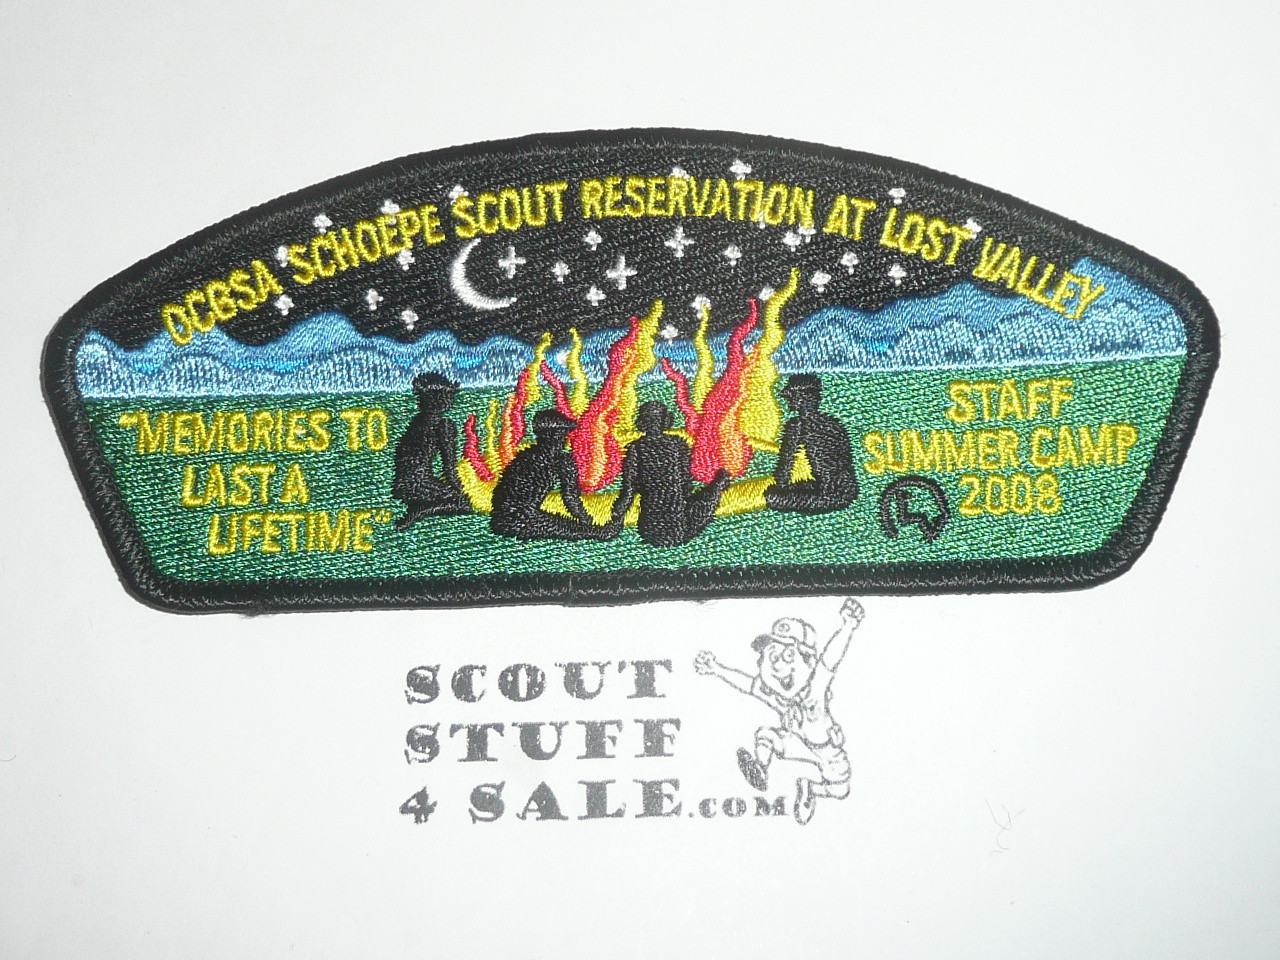 OCBSA SCHOEPE SCOUT RESERVATION AT LOST VALLEY
"MEMORIES TO
LAST A
LIFETIME"
STAFF
SUMMER CAMP
2008
SCOUT
STUFF
4 SALE.COM